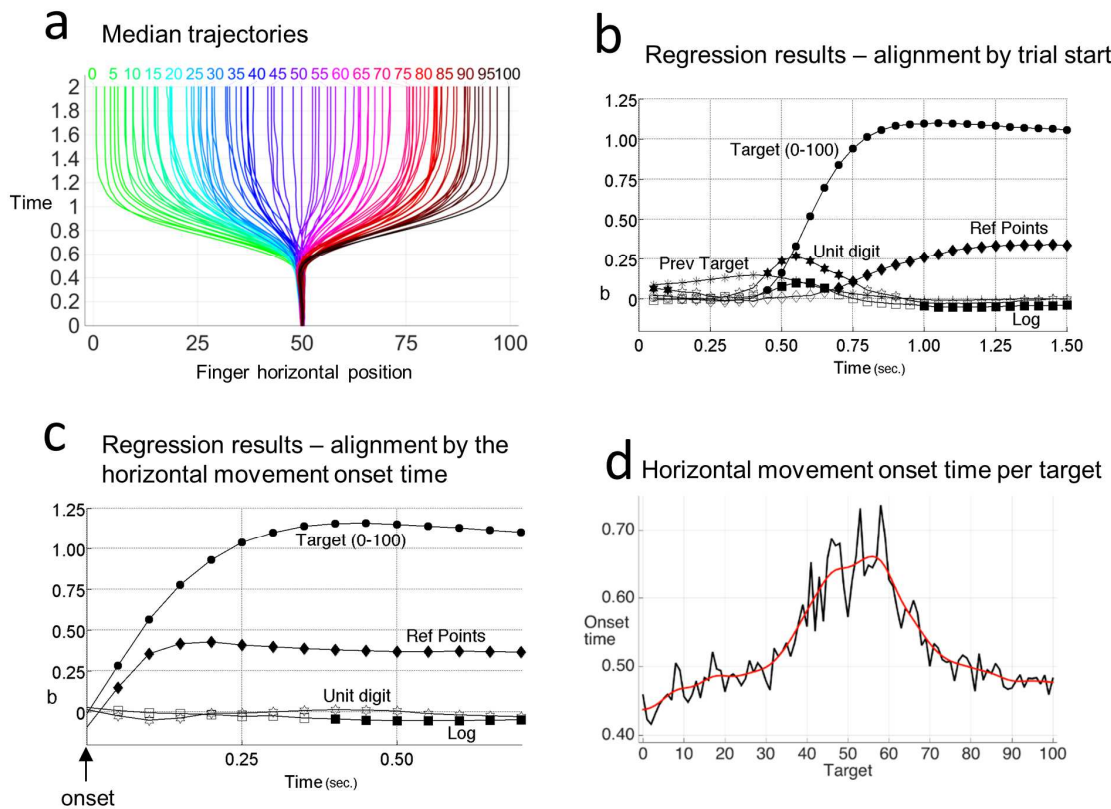 a
Median trajectories
0 5 10 15 20 25 30 35 40 45 50 55 60 65 70 75 80 85 90 95 100
2
1.8
1.6
1.4
1.2
Time
1
0.8
0.6
0.4
0.2
0
0 25 50 75 100
Finger horizontal position
b
Regression results – alignment by trial start
1.25
1.00
0.75
0.50
0.25
0
b
Target (0-100)
Ref Points
Unit digit
Prev Target
Log
0 0.25 0.50 0.75 1.00 1.25 1.50
Time (sec.)
c
Regression results – alignment by the
horizontal movement onset time
1.25
1.00
0.75
0.50
0.25
b
0
Target (0-100)
Ref Points
Unit digit
Log
0.25 0.50
Time (sec.)
onset
d
Horizontal movement onset time per target
0.70
0.60
Onset
time
0.50
0.40
0 10 20 30 40 50 60 70 80 90 100
Target